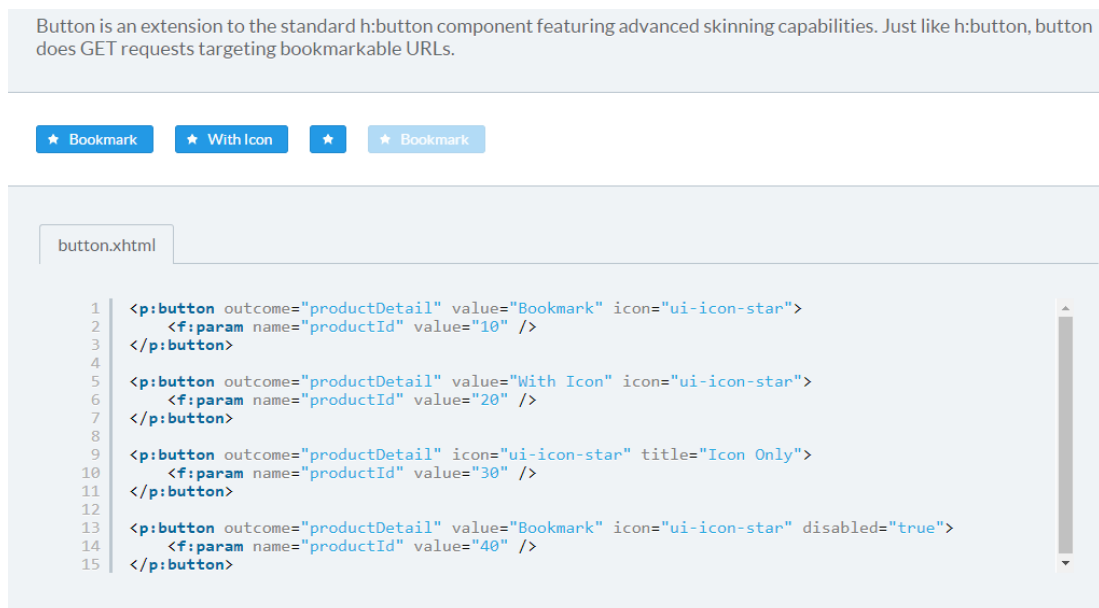 Button is an extension to the standard h:button component featuring advanced skinning capabilities. Just like h:button, button
does GET requests targeting bookmarkable URLs.
Bookmark With Icon Bookmark
button.xhtml
1 <p:button outcome="productDetail" value="Bookmark" icon="ui-icon-star">
2     <f:param name="productId" value="10" />
3 </p:button>
4
5 <p:button outcome="productDetail" value="With Icon" icon="ui-icon-star">
6     <f:param name="productId" value="20" />
7 </p:button>
8
9 <p:button outcome="productDetail" icon="ui-icon-star" title="Icon Only">
10     <f:param name="productId" value="30" />
11 </p:button>
12
13 <p:button outcome="productDetail" value="Bookmark" icon="ui-icon-star" disabled="true">
14     <f:param name="productId" value="40" />
15 </p:button>